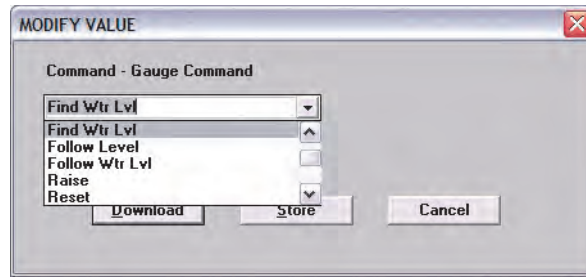 MODIFY VALUE
Command - Gauge Command
Find Wtr Lvl
Find Wtr Lvl
Follow Level
Follow Wtr Lvl
Raise
Reset
Download Store Cancel